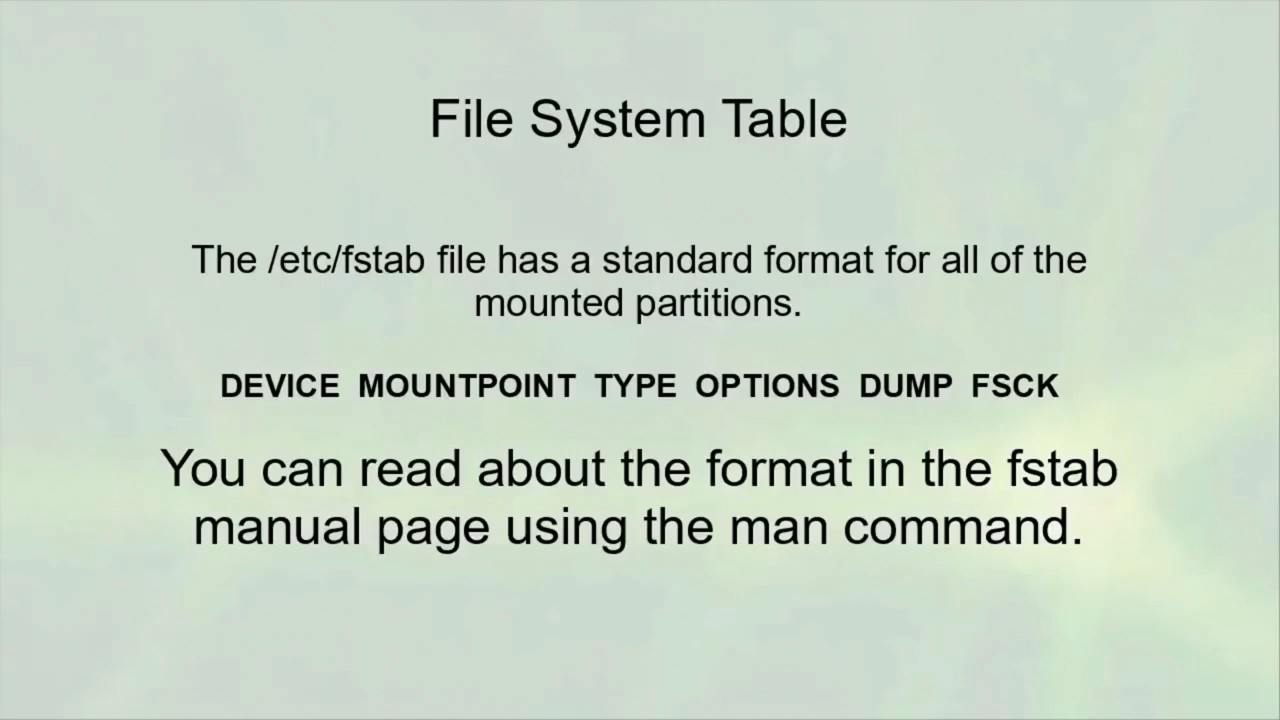 File System Table
The /etc/fstab file has a standard format for all of the
mounted partitions.
DEVICE MOUNTPOINT TYPE OPTIONS DUMP FSCK
You can read about the format in the fstab
manual page using the man command.